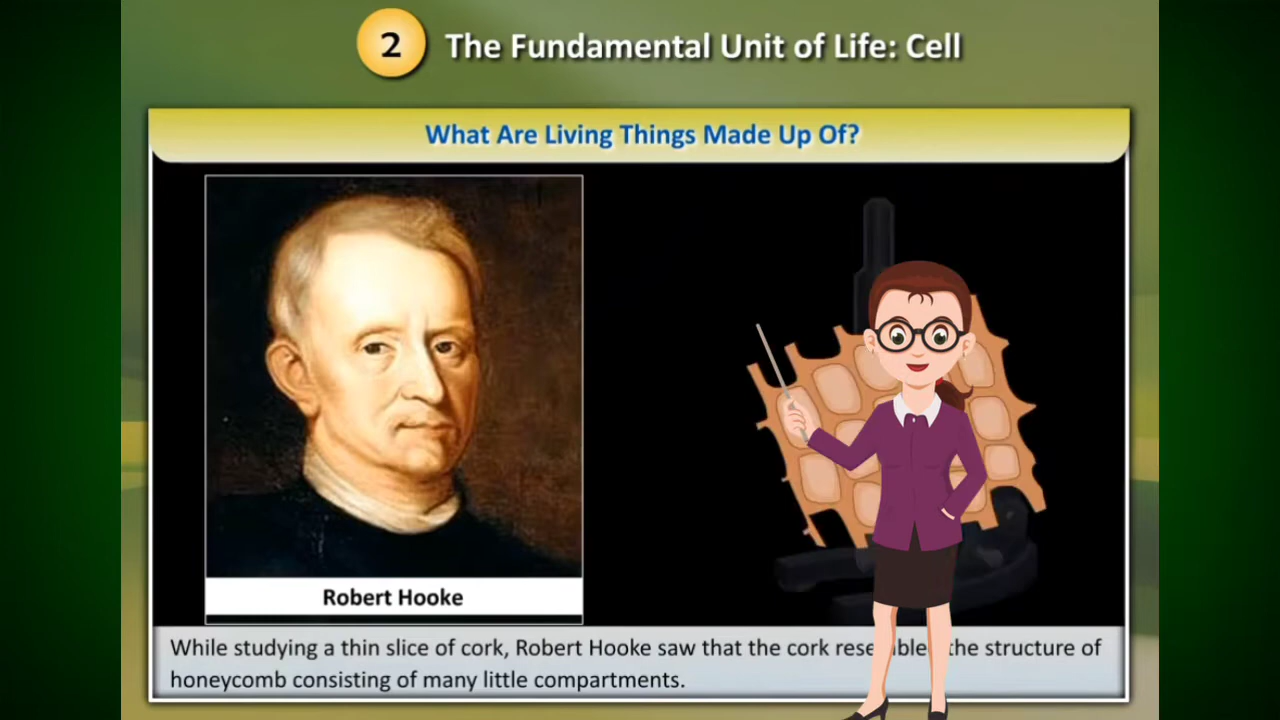 2 The Fundamental Unit of Life: Cell
What Are Living Things Made Up Of?
Robert Hooke
While studying a thin slice of cork, Robert Hooke saw that the cork the structure of
honeycomb consisting of many little compartments.